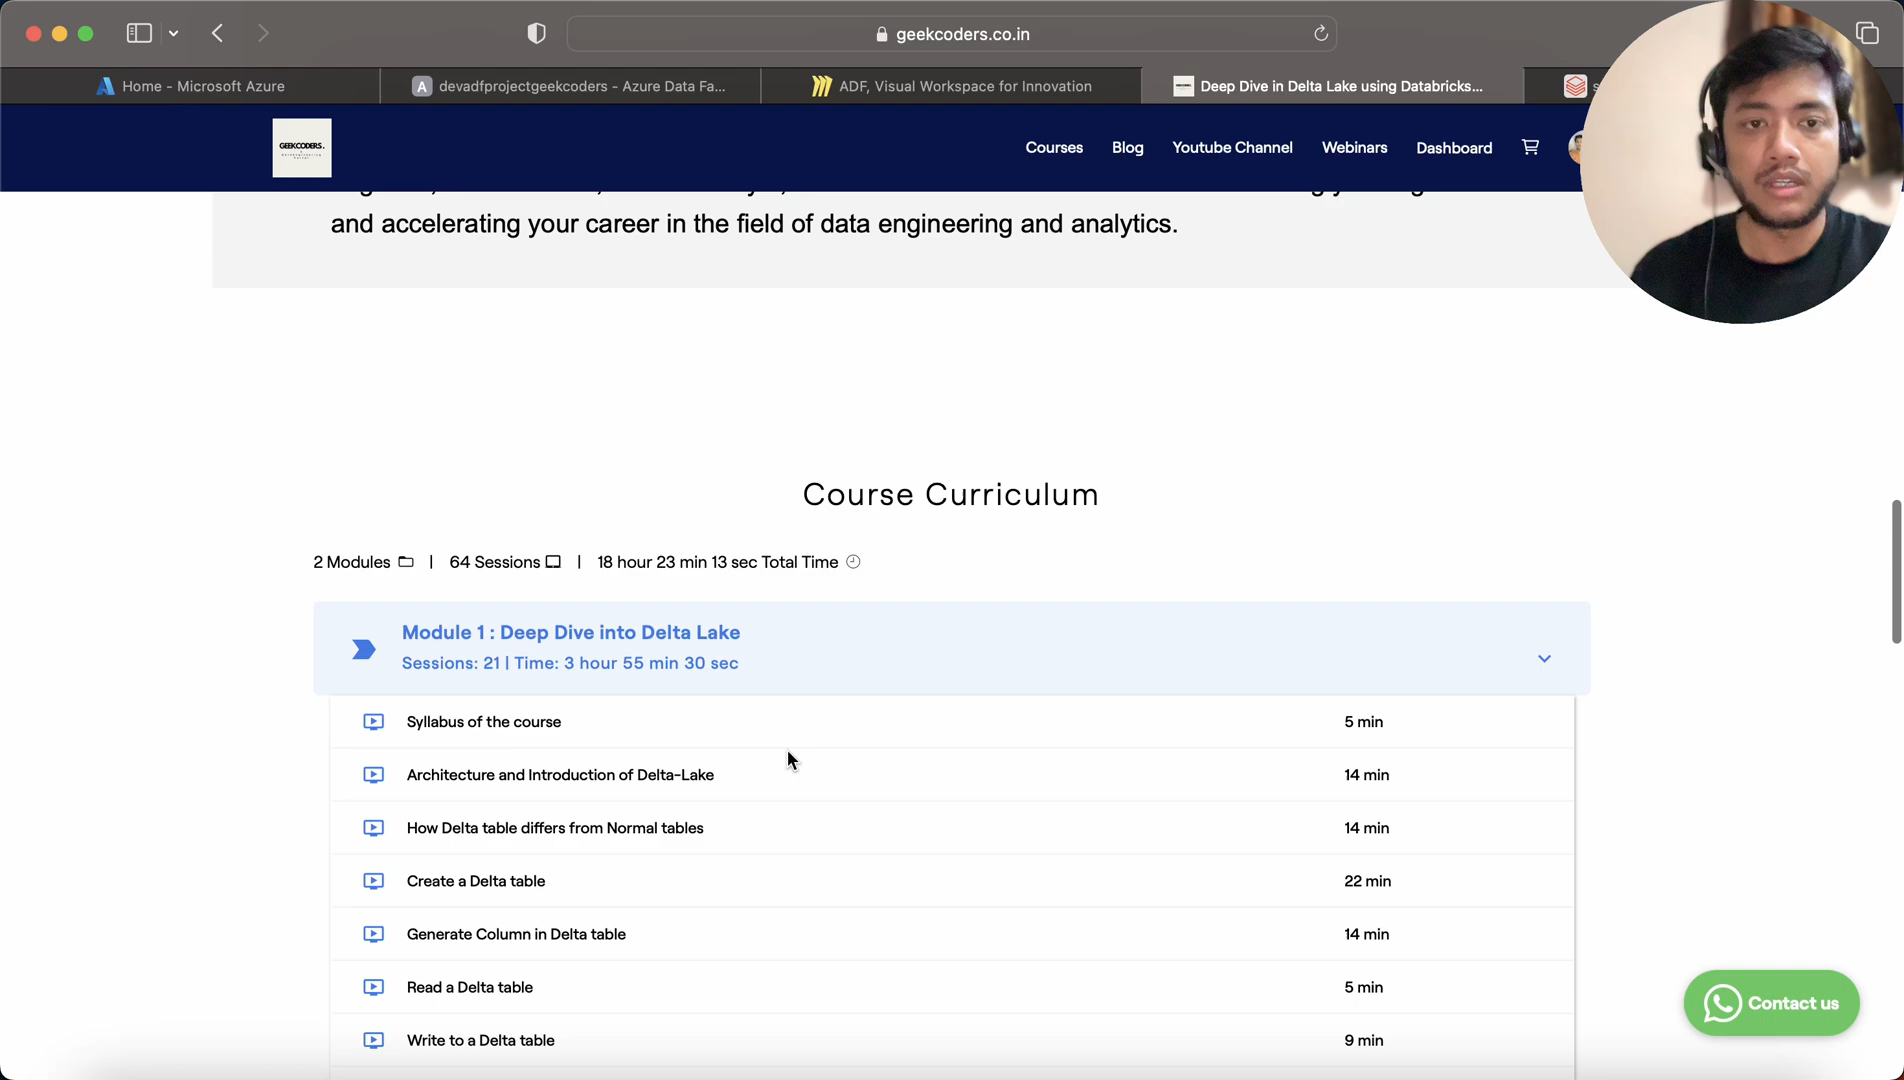 geekcoders.co.in
Home - Microsoft Azure
A devadfprojectgeekcoders - Azure Data Fa...
ADF, Visual Workspace for Innovation
Deep Dive in Delta Lake using Databricks...
GEEKCODERS.
Courses
Blog
Youtube Channel
Webinars
Dashboard
and accelerating your career in the field of data engineering and analytics.
Course Curriculum
2 Modules | 64 Sessions | 18 hour 23 min 13 sec Total Time
Module 1 : Deep Dive into Delta Lake
Sessions: 21 | Time: 3 hour 55 min 30 sec
Syllabus of the course 5 min
Architecture and Introduction of Delta-Lake 14 min
How Delta table differs from Normal tables 14 min
Create a Delta table 22 min
Generate Column in Delta table 14 min
Read a Delta table 5 min
Write to a Delta table 9 min
Contact us